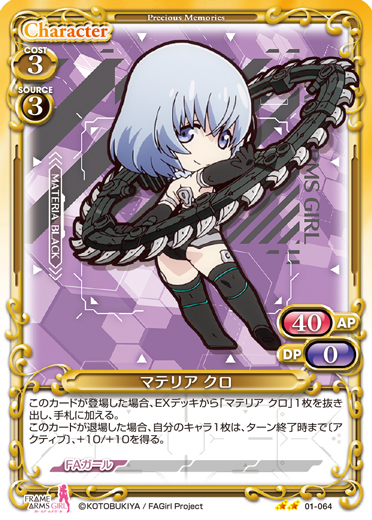 Precious Memories
Character
COST
3
SOURCE
3
MATERIA BLACK
ARMS GIRL
40 AP
DP 0
マテリア クロ
このカードが登場した場合、EXデッキから「マテリア クロ」1枚を抜き
出し、手札に加える。
このカードが退場した場合、自分のキャラ1枚は、ターン終了時まで〔ア
クティブ〕、+10/+10を得る。
FAガール
FRAME
ARMS GIRL
©KOTOBUKIYA / FAGirl Project
01-064